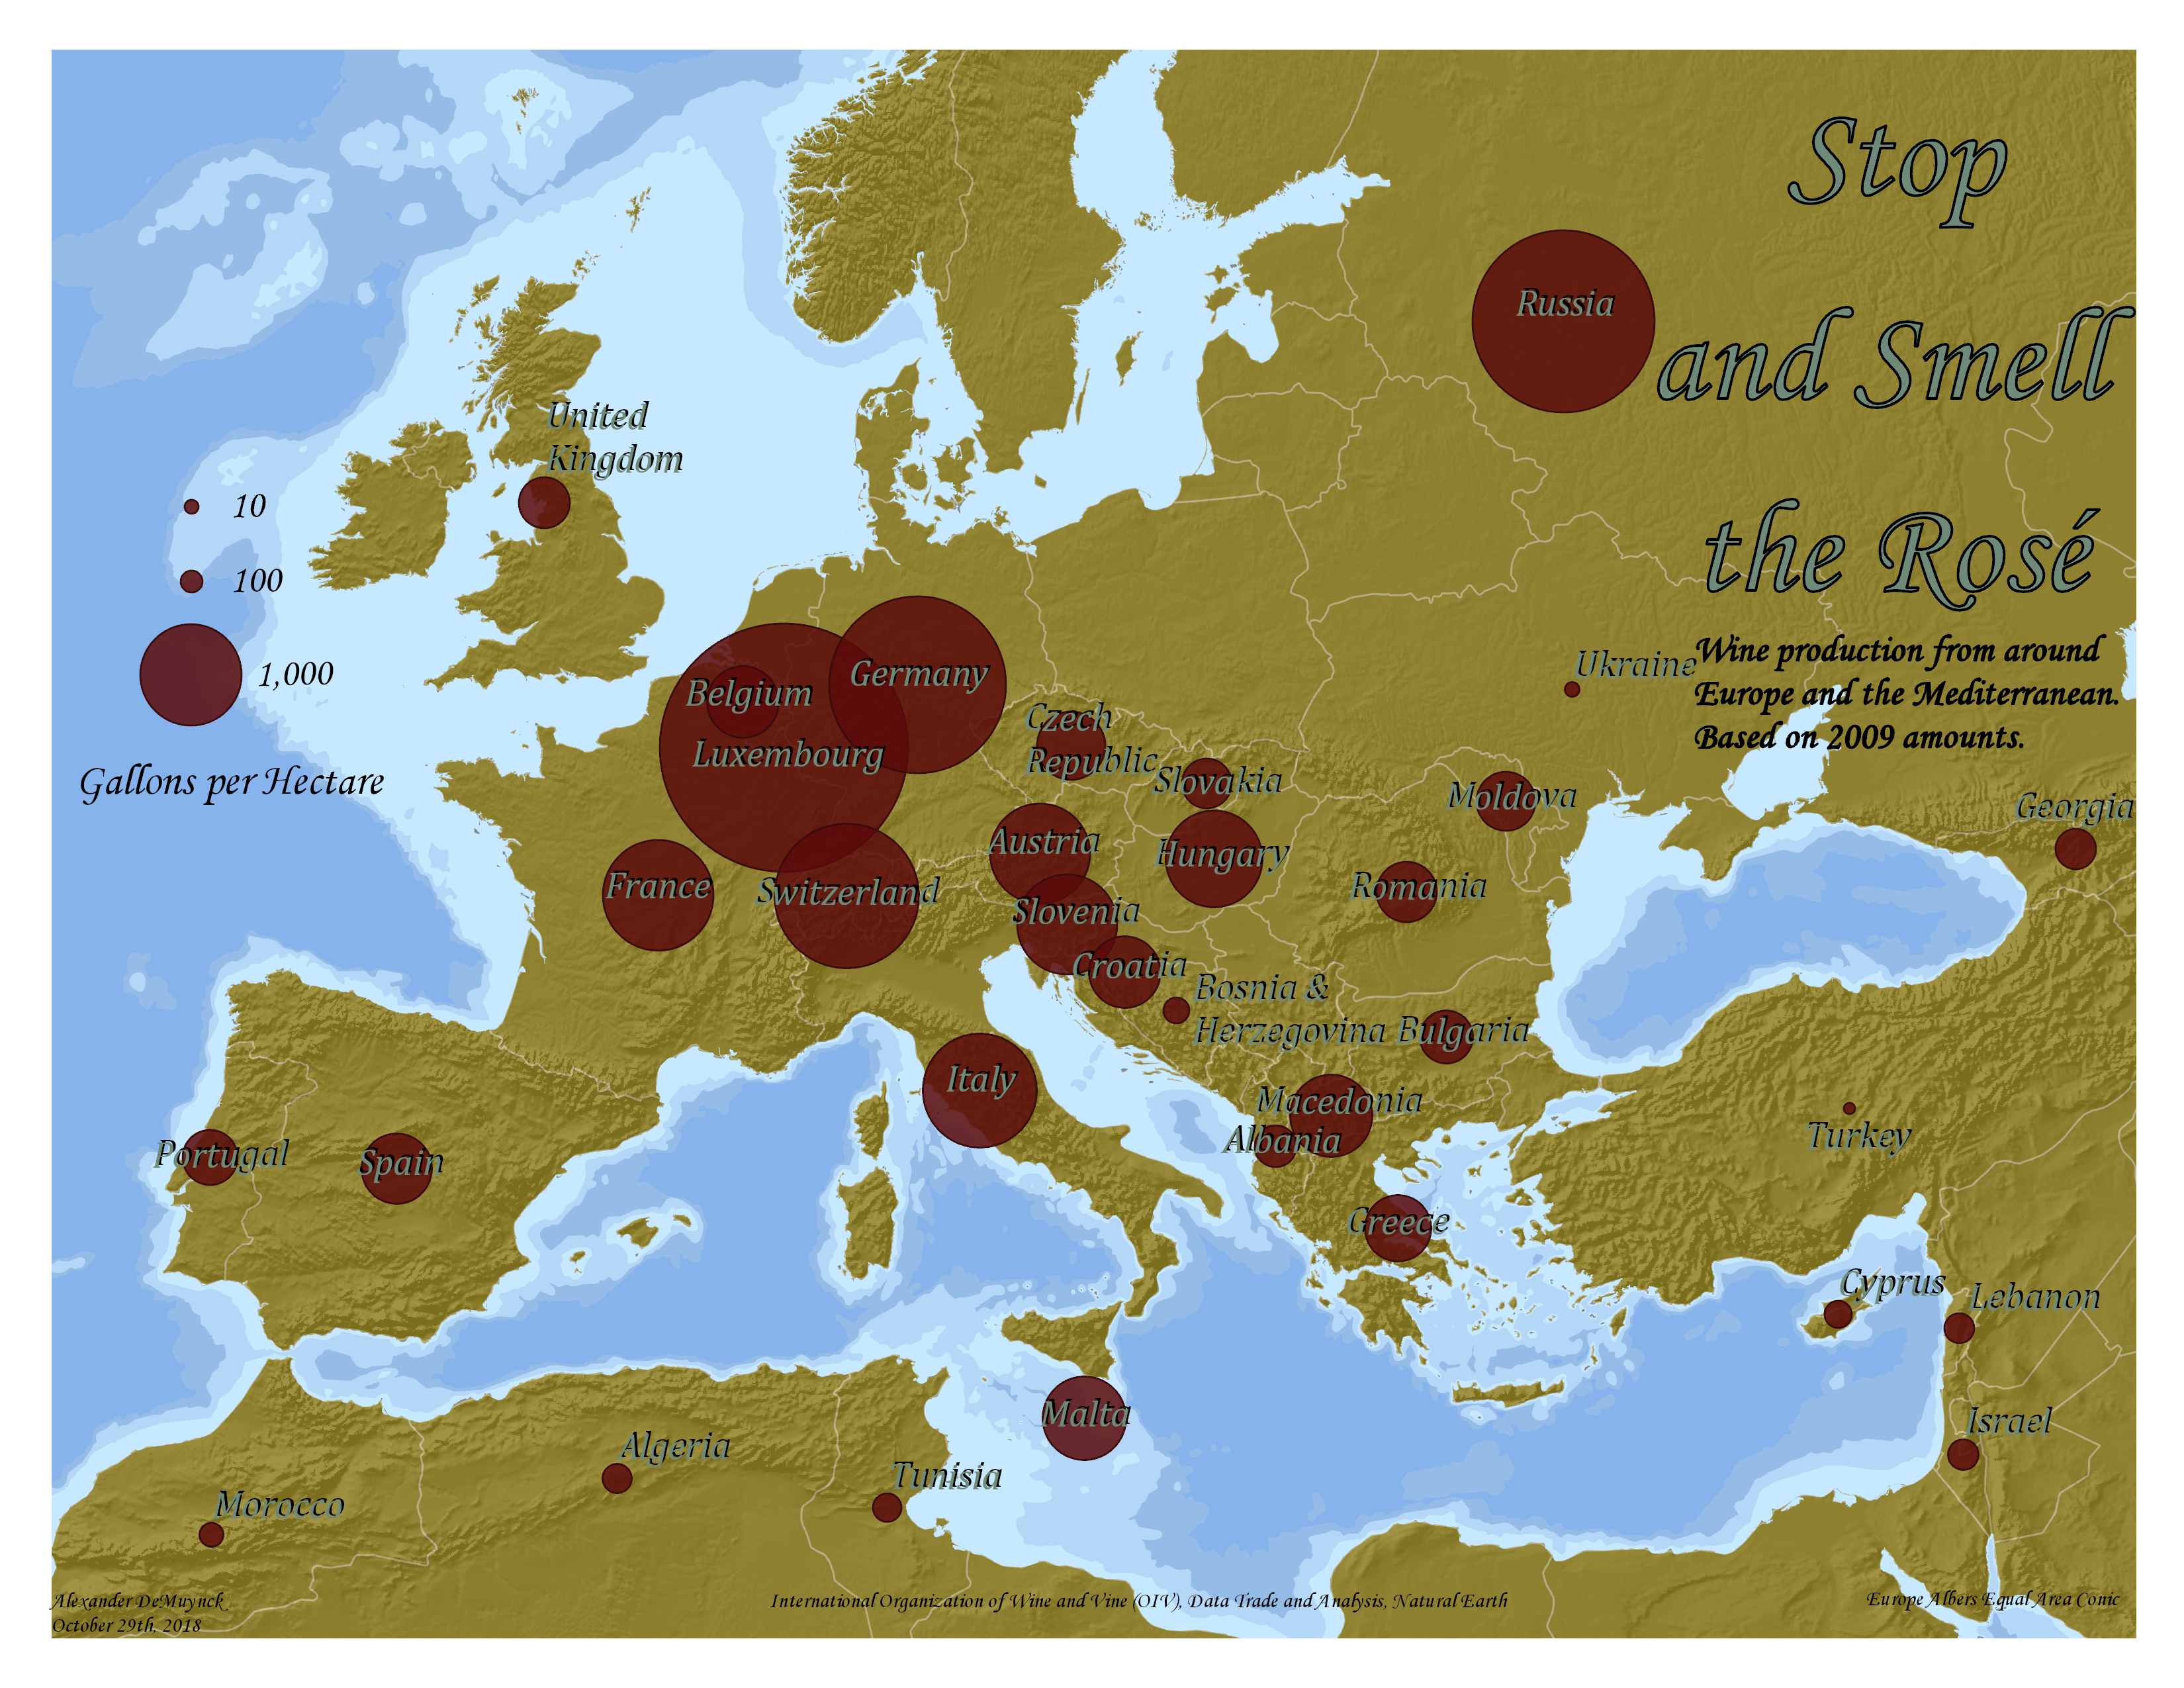 Stop
and Smell
the Rosé
Wine production from around
Europe and the Mediterranean.
Based on 2009 amounts.
Russia
United
Kingdom
10
100
1,000
Gallons per Hectare
Ukraine
Germany
Belgium
Luxembourg
Czech
Republic
Slovakia
Moldova
Georgia
Austria
Hungary
France
Switzerland
Romania
Slovenia
Croatia
Bosnia &
Herzegovina
Bulgaria
Italy
Macedonia
Albania
Turkey
Portugal
Spain
Greece
Cyprus
Lebanon
Malta
Israel
Algeria
Tunisia
Morocco
Alexander DeMuynck
October 29th, 2018
International Organization of Wine and Vine (OIV), Data Trade and Analysis, Natural Earth
Europe Albers Equal Area Conic